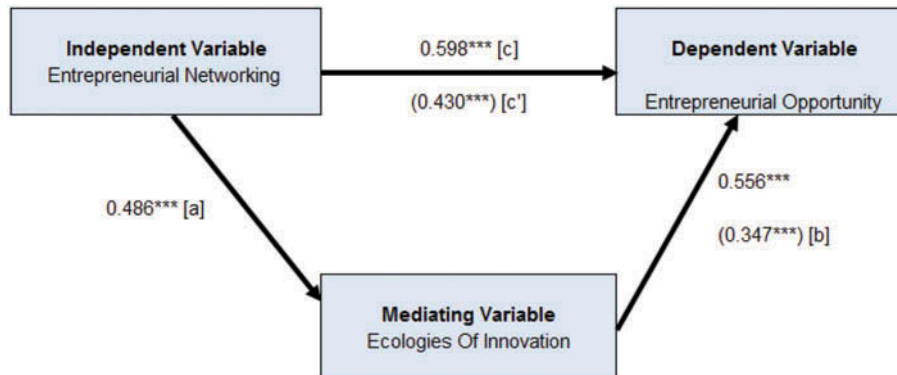 Independent Variable
Entrepreneurial Networking
0.598*** [c]
(0.430***) [c']
Dependent Variable
Entrepreneurial Opportunity
0.486*** [a]
0.556***
(0.347***) [b]
Mediating Variable
Ecologies Of Innovation